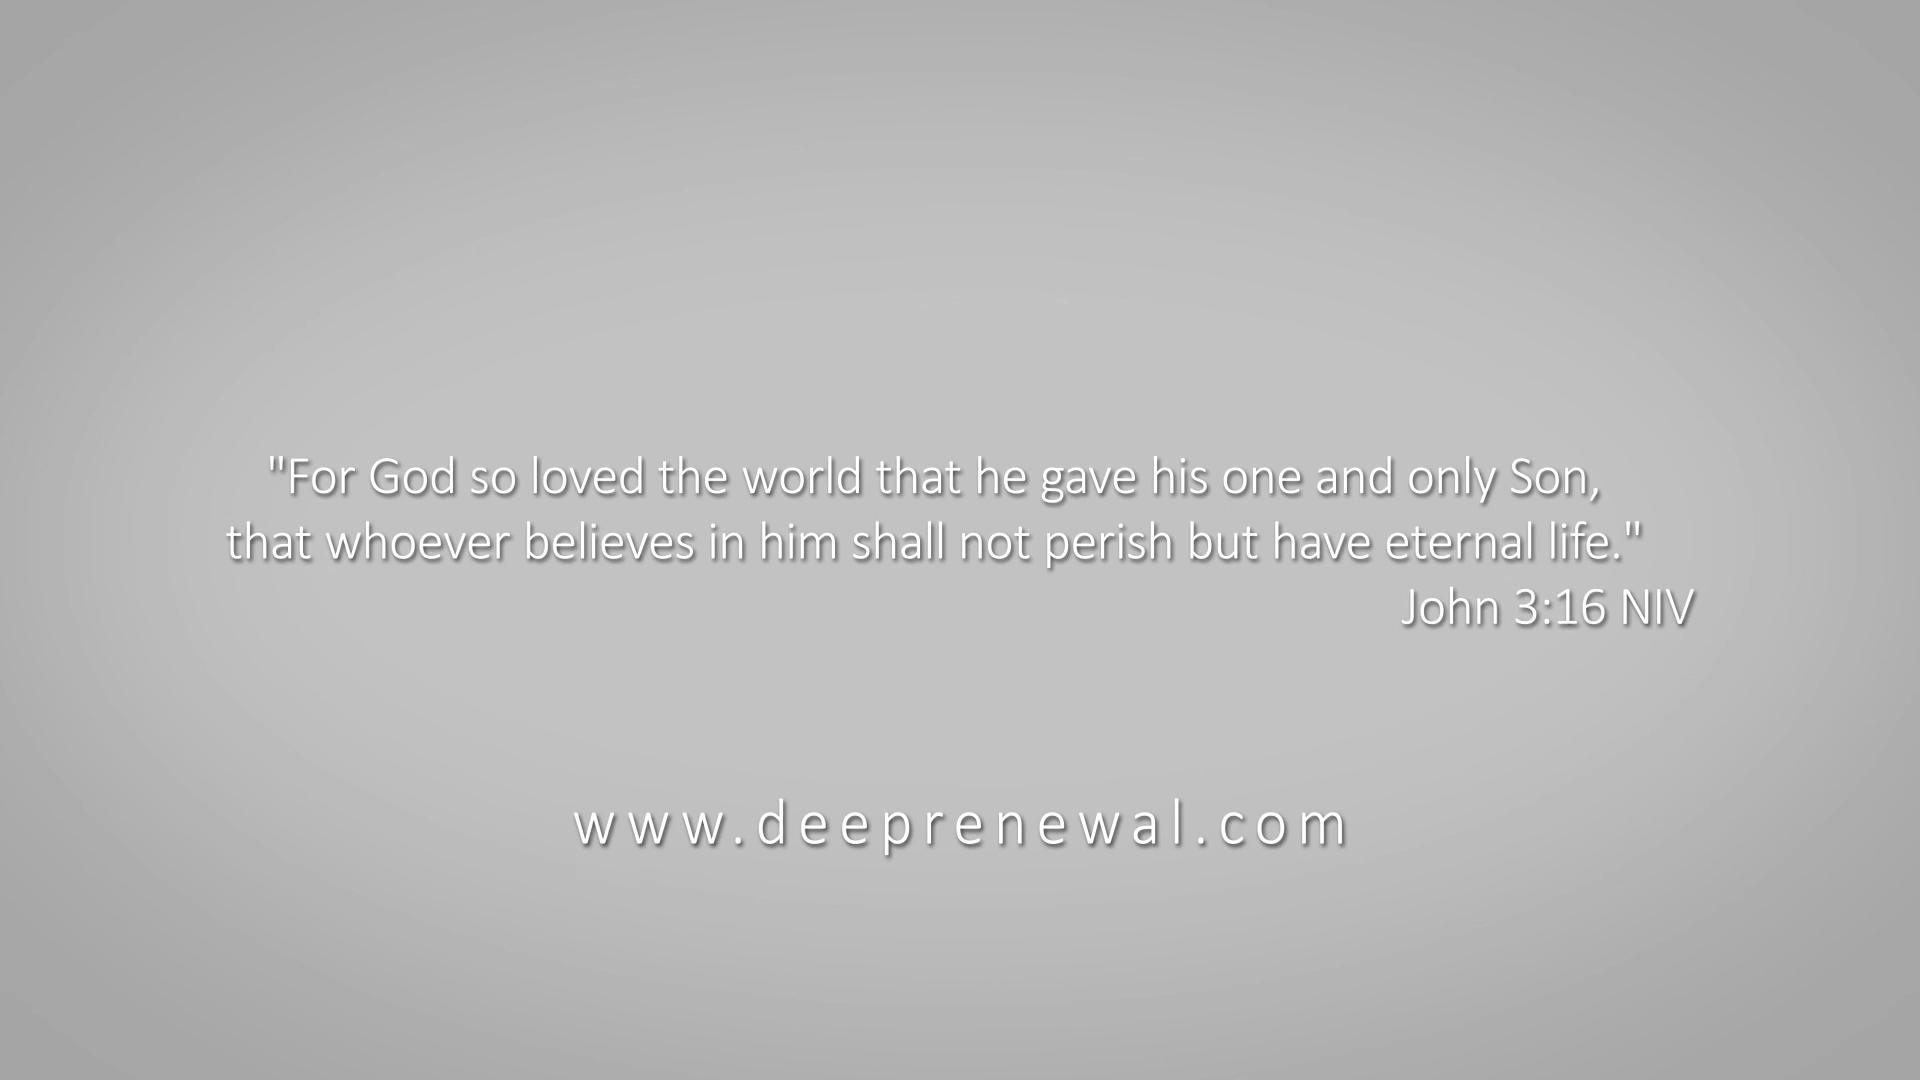 "For God so loved the world that he gave his one and only Son,
that whoever believes in him shall not perish but have eternal life."
John 3:16 NIV
www.deeprenewal.com